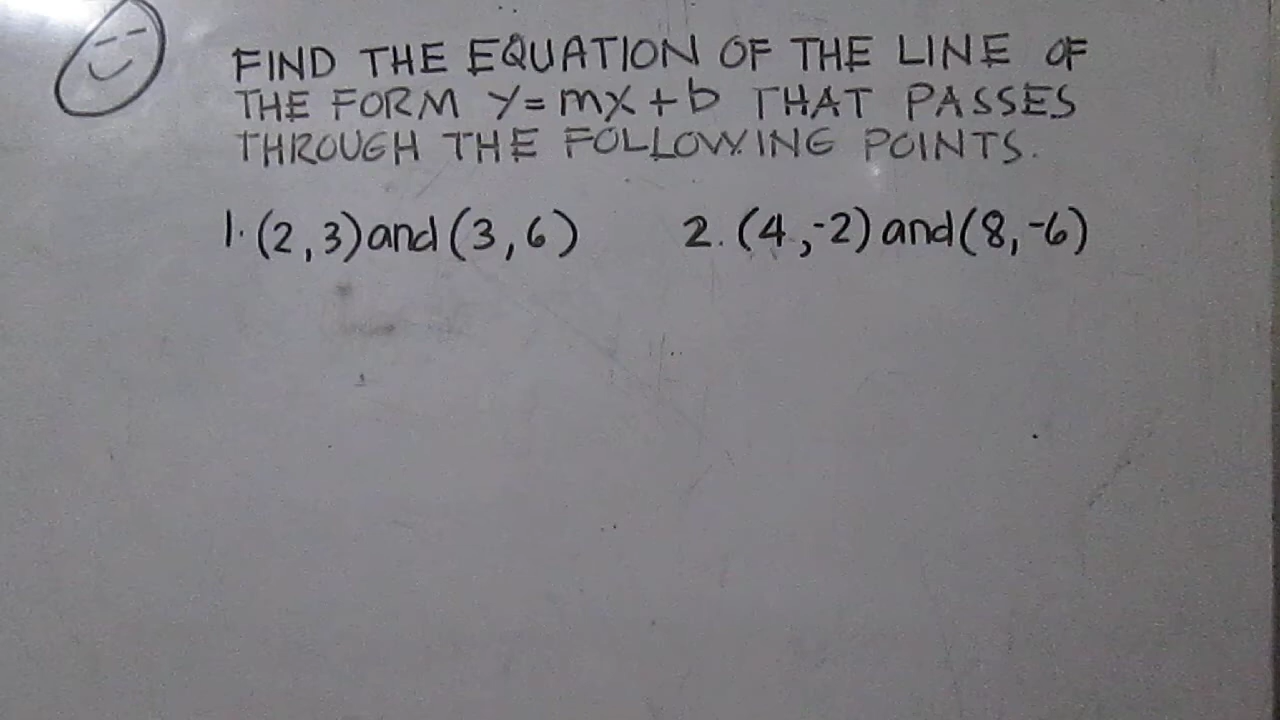 FIND THE EQUATION OF THE LINE OF
THE FORM y=mx+b THAT PASSES
THROUGH THE FOLLOWING POINTS.
1. (2,3)and(3,6) 2. (4,-2)and(8,-6)